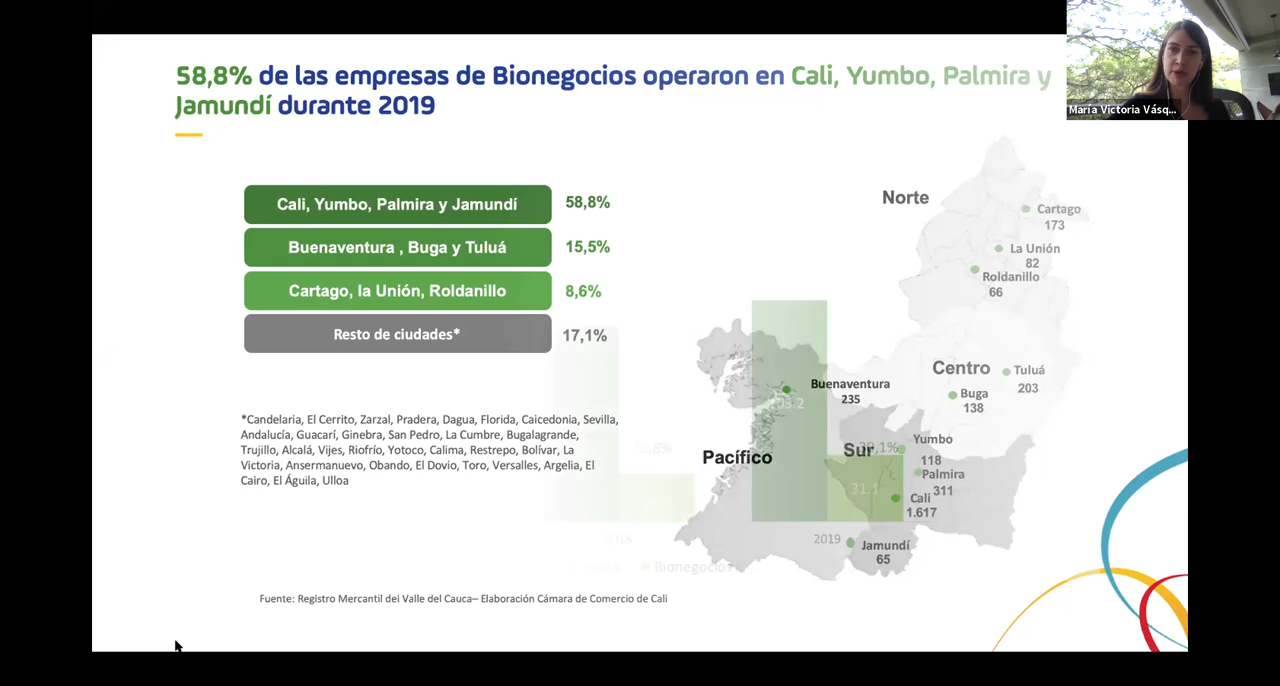 58,8% de las empresas de Bionegocios operaron en Cali, Yumbo, Palmira y
Jamundí durante 2019
María Victoria Vásq...
Cali, Yumbo, Palmira y Jamundí
58,8%
Buenaventura , Buga y Tuluá
15,5%
Cartago, la Unión, Roldanillo
8,6%
Resto de ciudades*
17,1%
*Candelaria, El Cerrito, Zarzal, Pradera, Dagua, Florida, Caicedonia, Sevilla,
Andalucía, Guacarí, Ginebra, San Pedro, La Cumbre, Bugalagrande,
Trujillo, Alcalá, Vijes, Riofrío, Yotoco, Calima, Restrepo, Bolívar, La
Victoria, Ansermanuevo, Obando, El Dovio, Toro, Versalles, Argelia, El
Cairo, El Águila, Ulloa
Norte
Cartago
173
La Unión
82
Roldanillo
66
Centro
Tuluá
203
Buga
138
Buenaventura
235
Pacífico
Sur
Yumbo
118
Palmira
311
Cali
1.617
31.1
2019
Jamundí
65
Bionegocios
Fuente: Registro Mercantil del Valle del Cauca– Elaboración Cámara de Comercio de Cali